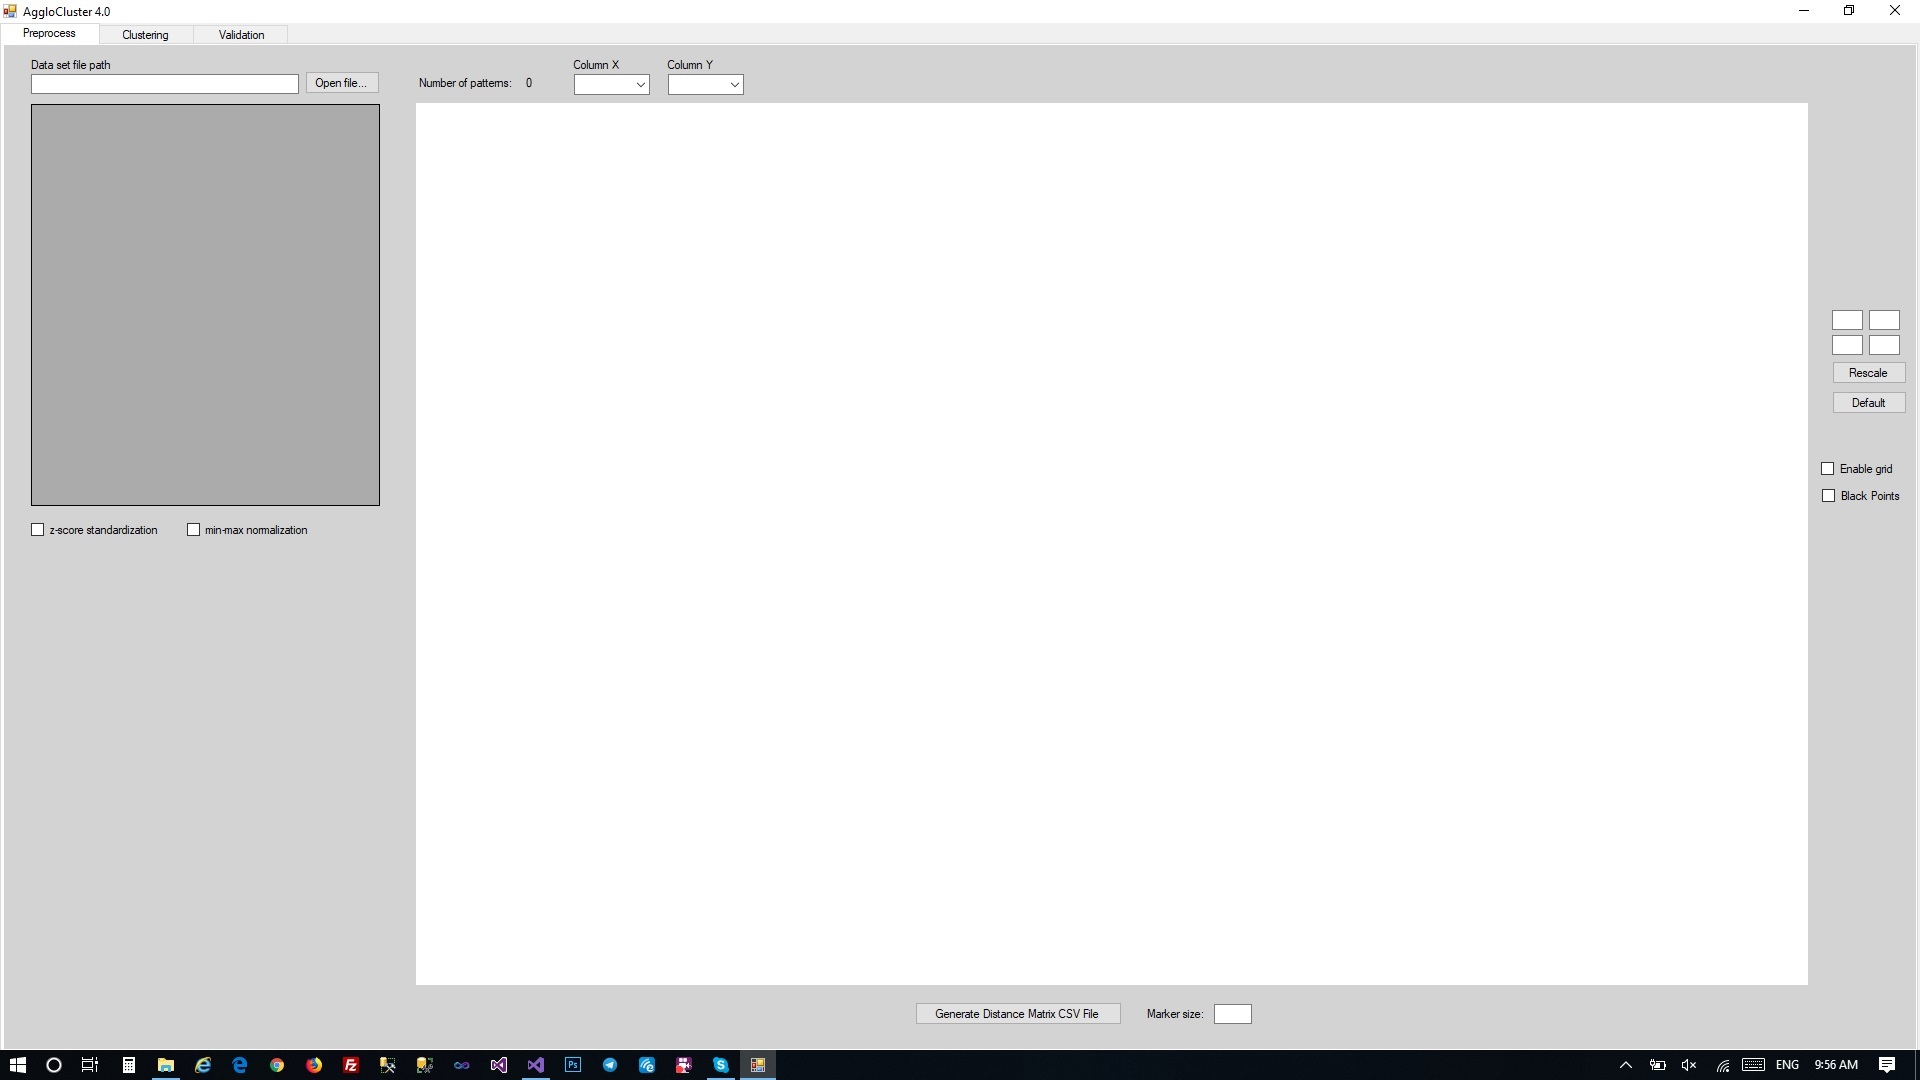 AggloCluster 4.0
Preprocess Clustering Validation
Data set file path
Open file...
Number of patterns: 0
Column X
Column Y
Rescale
Default
Enable grid
Black Points
z-score standardization
min-max normalization
Generate Distance Matrix CSV File
Marker size:
Fz
Ps
S
ENG
9:56 AM